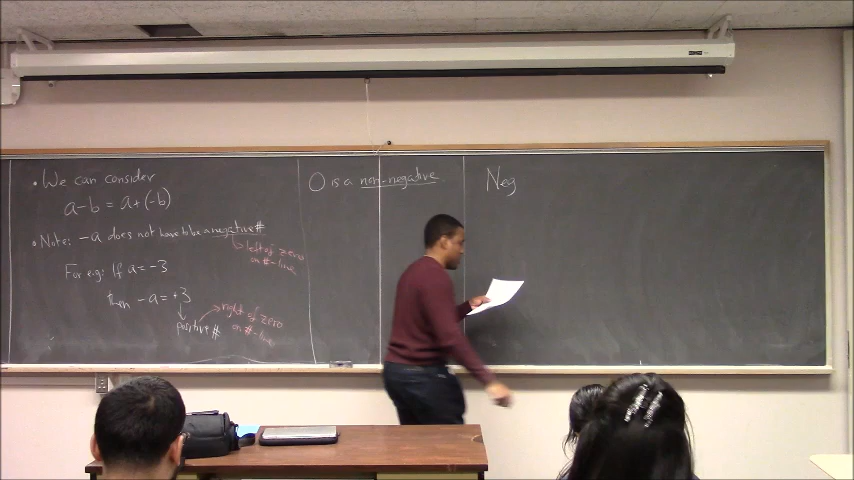 • We can consider
a-b = a+(-b)
• Note: -a does not have to be a negative #
↳ left of zero
on #-line
For e.g: If a = -3
then -a = +3
positive #
right of zero
on #-line
0 is a non-negative
Neg